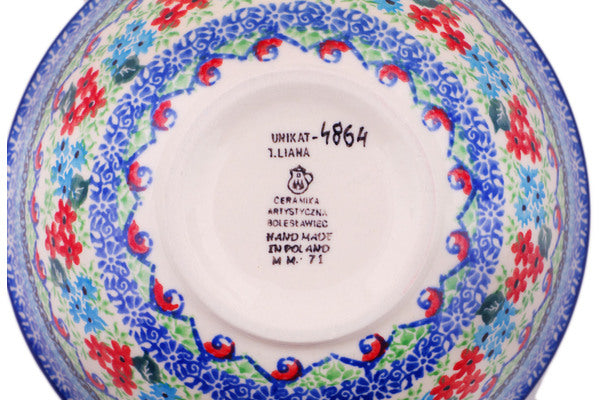 UNIKAT-4864
J.LIANA
CERAMIKA
ARTYSTYCZNA
BOLESŁAWIEC
HAND MADE
IN POLAND
M M.· 71